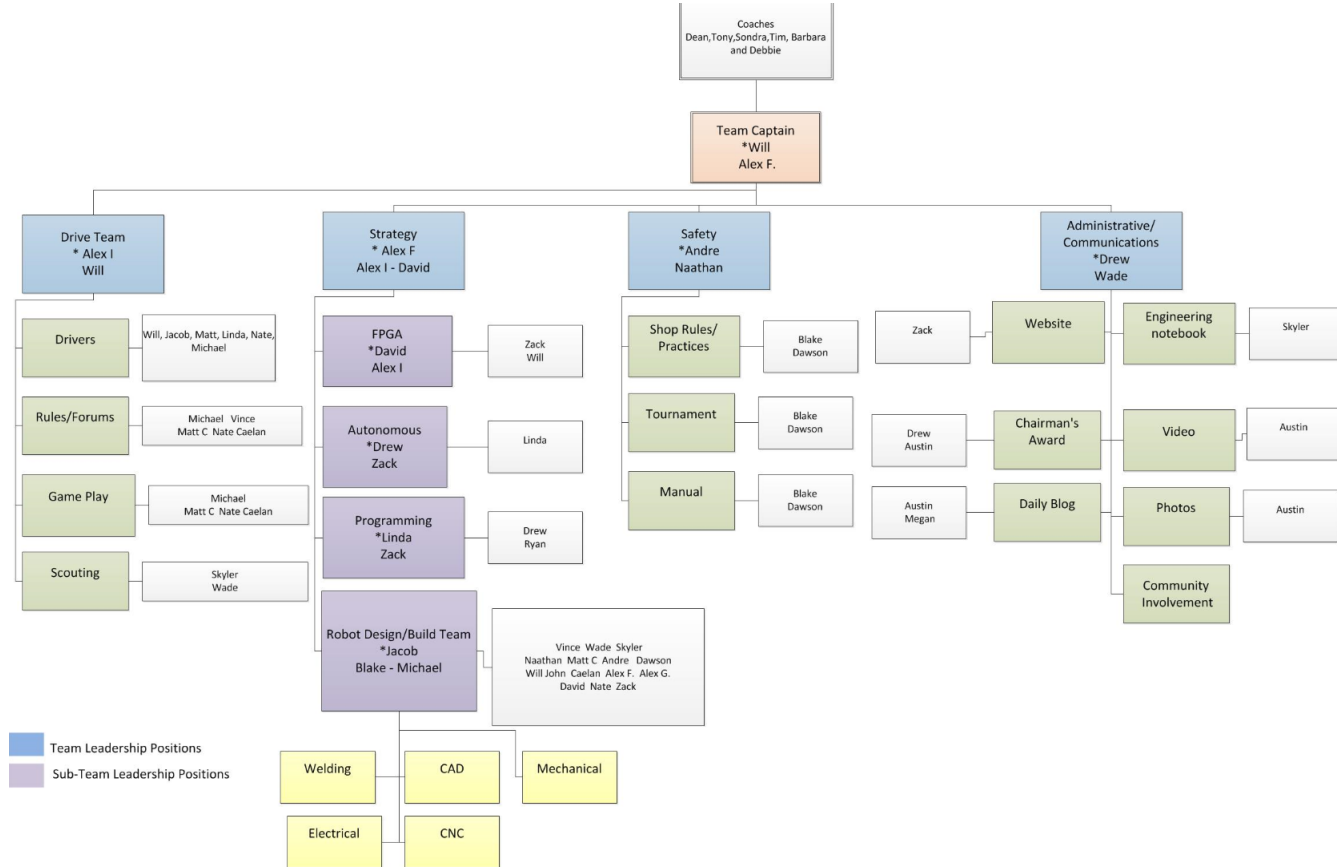 Coaches
Dean,Tony,Sondra,Tim, Barbara
and Debbie
Team Captain
*Will
Alex F.
Drive Team
* Alex I
Will
Strategy
* Alex F
Alex I - David
Safety
*Andre
Naathan
Administrative/
Communications
*Drew
Wade
Drivers
Will, Jacob, Matt, Linda, Nate,
Michael
Rules/Forums
Michael Vince
Matt C Nate Caelan
Game Play
Michael
Matt C Nate Caelan
Scouting
Skyler
Wade
FPGA
*David
Alex I
Zack
Will
Autonomous
*Drew
Zack
Linda
Programming
*Linda
Zack
Drew
Ryan
Robot Design/Build Team
*Jacob
Blake - Michael
Vince Wade Skyler
Naathan Matt C Andre Dawson
Will John Caelan Alex F. Alex G.
David Nate Zack
Welding
CAD
Mechanical
Electrical
CNC
Shop Rules/
Practices
Blake
Dawson
Tournament
Blake
Dawson
Manual
Blake
Dawson
Zack
Website
Engineering
notebook
Skyler
Drew
Austin
Chairman's
Award
Video
Austin
Austin
Megan
Daily Blog
Photos
Austin
Community
Involvement
Team Leadership Positions
Sub-Team Leadership Positions